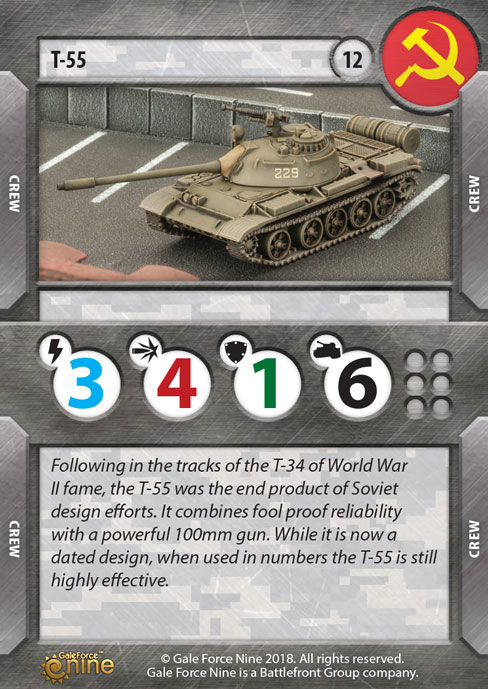 T-55
12
229
CREW
CREW
3 4 1 6
Following in the tracks of the T-34 of World War
II fame, the T-55 was the end product of Soviet
design efforts. It combines fool proof reliability
with a powerful 100mm gun. While it is now a
dated design, when used in numbers the T-55 is still
highly effective.
CREW
CREW
GaleForce™
nine
© Gale Force Nine 2018. All rights reserved.
Gale Force Nine is a Battlefront Group company.